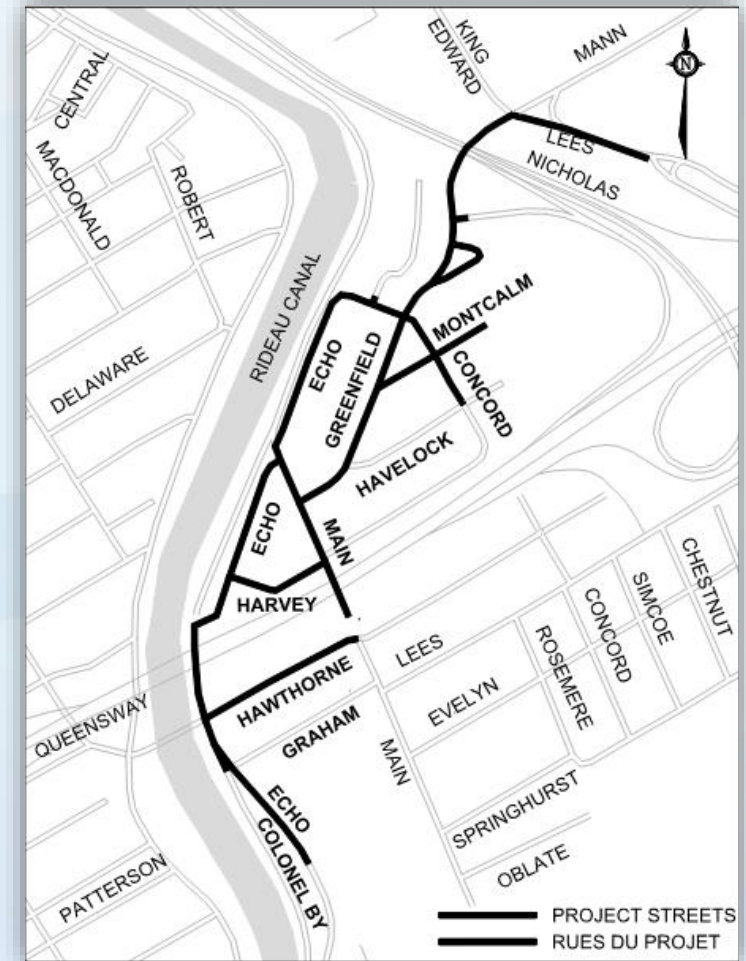 KING
EDWARD
MANN
N
CENTRAL
LEES
NICHOLAS
MACDONALD
ROBERT
RIDEAU CANAL
MONTCALM
ECHO
GREENFIELD
CONCORD
DELAWARE
HAVELOCK
ECHO
MAIN
CHESTNUT
SIMCOE
CONCORD
HARVEY
ROSEMERE
LEES
HAWTHORNE
EVELYN
QUEENSWAY
GRAHAM
MAIN
ECHO
COLONEL BY
SPRINGHURST
OBLATE
PATTERSON
PROJECT STREETS
RUES DU PROJET